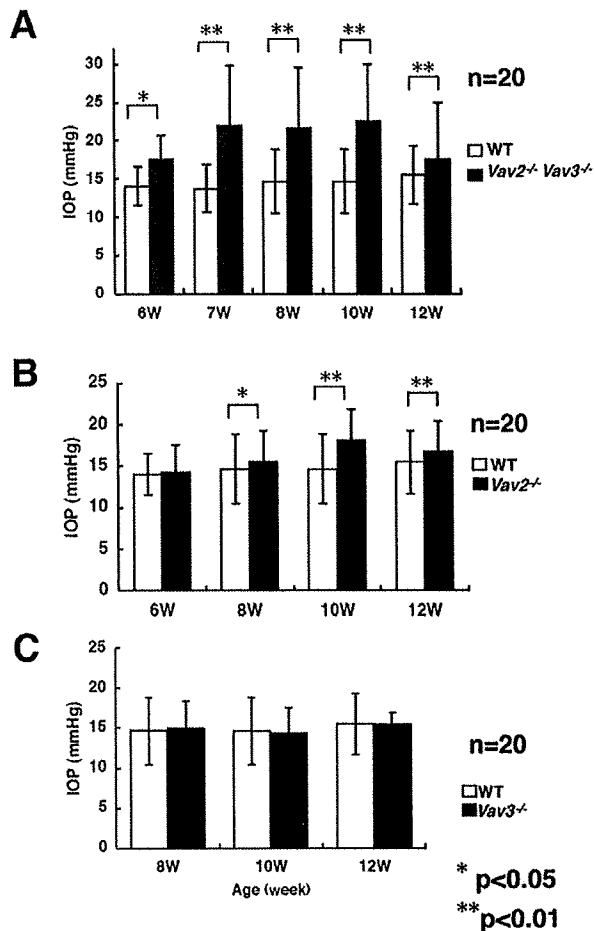 A
IOP (mmHg)
30
25
20
15
10
5
0
*
**
**
**
**
6W 7W 8W 10W 12W
n=20
WT
Vav2-/- Vav3-/-
B
IOP (mmHg)
25
20
15
10
5
0
*
**
**
6W 8W 10W 12W
n=20
WT
Vav2-/-
C
IOP (mmHg)
25
20
15
10
5
0
8W 10W 12W
Age (week)
n=20
WT
Vav3-/-
* p<0.05
**p<0.01